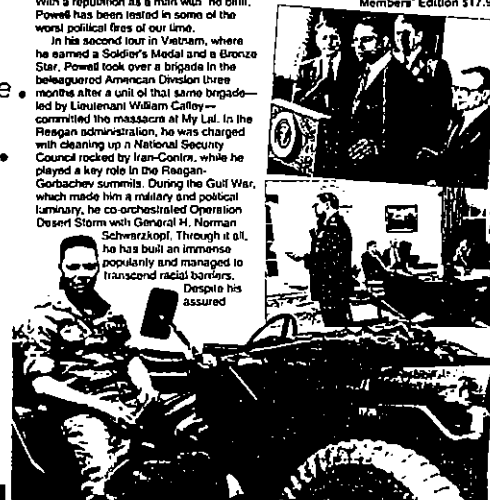 With a reputation as a man with "no bull,"
Powell has been tested in some of the
worst political fires of our time.
In his second tour in Vietnam, where
he earned a Soldier's Medal and a Bronze
Star, Powell took over a brigade in the
beleaguered American Division three
months after a unit of that same brigade—
led by Lieutenant William Calley—
committed the massacre at My Lai. In the
Reagan administration, he was charged
with cleaning up a National Security
Council rocked by Iran-Contra, while he
played a key role in the Reagan-
Gorbachev summits. During the Gulf War,
which made him a military and political
luminary, he co-orchestrated Operation
Desert Storm with General H. Norman
Schwarzkopf. Through it all,
he has built an immense
popularity and managed to
transcend racial barriers.
Despite his
assured
Members' Edition $17.9
e